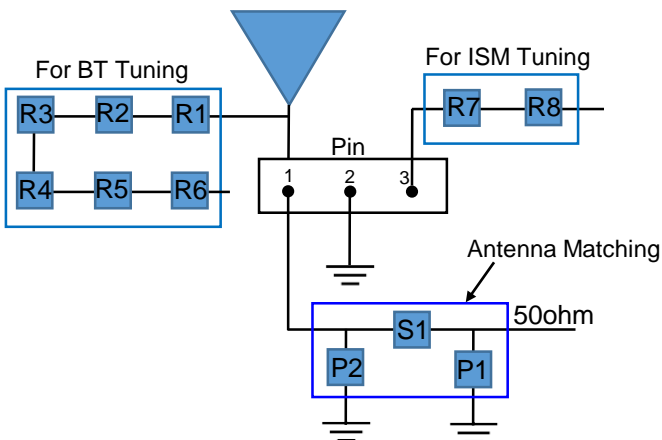 For BT Tuning
For ISM Tuning
R3 R2 R1
R7 R8
Pin
1 2 3
R4 R5 R6
Antenna Matching
50ohm
S1
P2 P1